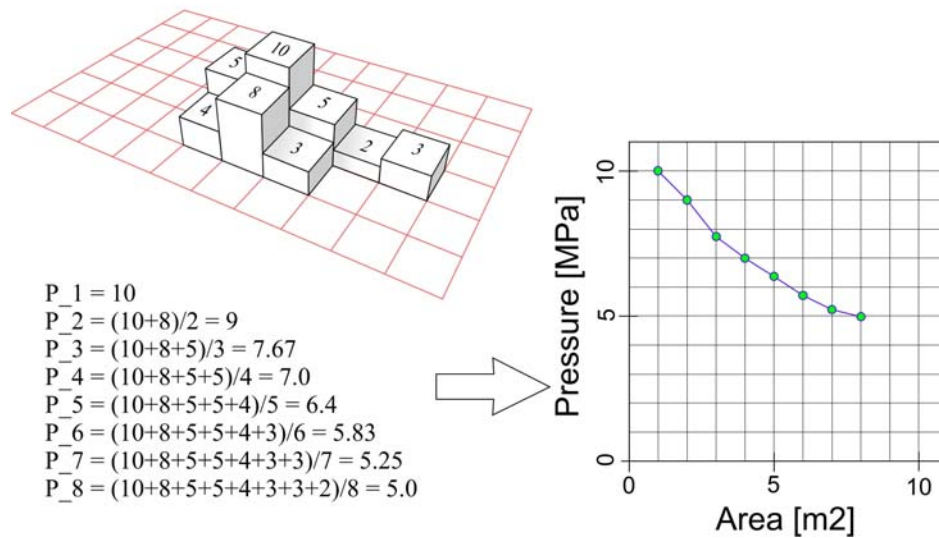 10
5
8
5
4
3
2
3
P_1 = 10
P_2 = (10+8)/2 = 9
P_3 = (10+8+5)/3 = 7.67
P_4 = (10+8+5+5)/4 = 7.0
P_5 = (10+8+5+5+4)/5 = 6.4
P_6 = (10+8+5+5+4+3)/6 = 5.83
P_7 = (10+8+5+5+4+3+3)/7 = 5.25
P_8 = (10+8+5+5+4+3+3+2)/8 = 5.0
Pressure [MPa]
10
5
0
0 5 10
Area [m2]